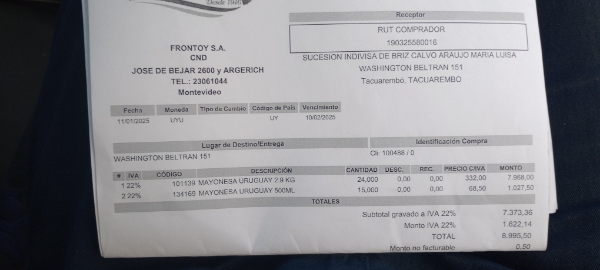 Desde 1940
Receptor
RUT COMPRADOR
190325580016
FRONTOY S.A.
CND
JOSE DE BEJAR 2600 y ARGERICH
TEL.: 23061044
Montevideo
SUCESION INDIVISA DE BRIZ CALVO ARAUJO MARIA LUISA
WASHINGTON BELTRAN 151
Tacuarembo, TACUAREMBO
Fecha Moneda Tipo de Cambio Código de País Vencimiento
11/01/2025 UYU UY 10/02/2025
Lugar de Destino/Entrega Identificación Compra
WASHINGTON BELTRAN 151 Cli: 100488 / 0
# IVA CÓDIGO DESCRIPCIÓN CANTIDAD DESC. REC. PRECIO C/IVA MONTO
1 22% 101139 MAYONESA URUGUAY 2.9 KG 24,000 0,00 0,00 332,00 7.968,00
2 22% 134169 MAYONESA URUGUAY 500ML 15,000 0,00 0,00 68,50 1.027,50
TOTALES
Subtotal gravado a IVA 22% 7.373,36
Monto IVA 22% 1.622,14
TOTAL 8.995,50
Monto no facturable 0,50